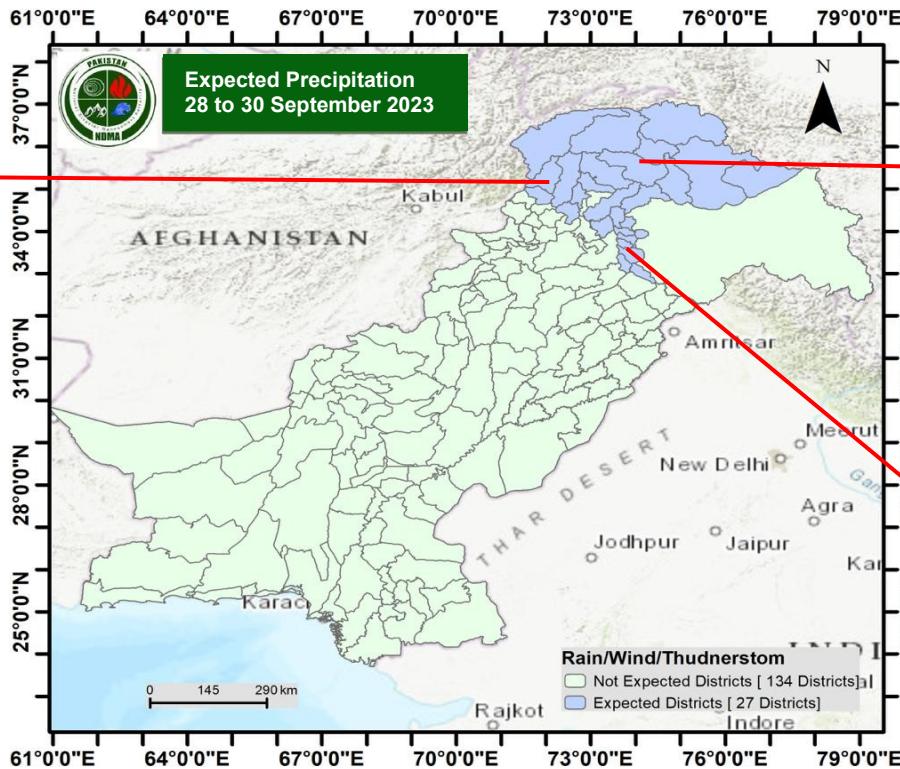 61°0'0"E 64°0'0"E 67°0'0"E 70°0'0"E 73°0'0"E 76°0'0"E 79°0'0"E
PAKISTAN
NDMA
Expected Precipitation
28 to 30 September 2023
N
37°0'0"N
34°0'0"N
31°0'0"N
28°0'0"N
25°0'0"N
Kabul
AFGHANISTAN
Amritsar
Meerut
New Delhi
Gang
THAR DESERT
Agra
Jodhpur
Jaipur
Kar
Karac
INDI
Rain/Wind/Thudnerstom
Not Expected Districts [ 134 Districts]
al
Expected Districts [ 27 Districts]
0 145 290 km
Rajkot
Indore
61°0'0"E 64°0'0"E 67°0'0"E 70°0'0"E 73°0'0"E 76°0'0"E 79°0'0"E